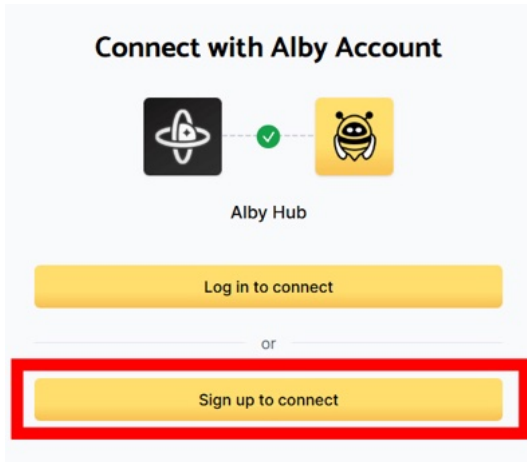 Connect with Alby Account
Alby Hub
Log in to connect
or
Sign up to connect